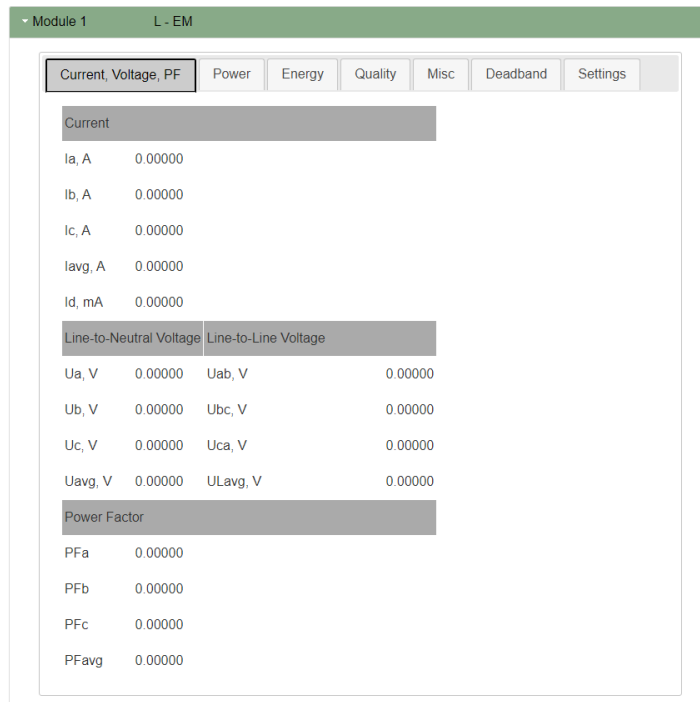 Module 1 L - EM
Current, Voltage, PF Power Energy Quality Misc Deadband Settings
Current
Ia, A 0.00000
Ib, A 0.00000
Ic, A 0.00000
Iavg, A 0.00000
Id, mA 0.00000
Line-to-Neutral Voltage Line-to-Line Voltage
Ua, V 0.00000 Uab, V 0.00000
Ub, V 0.00000 Ubc, V 0.00000
Uc, V 0.00000 Uca, V 0.00000
Uavg, V 0.00000 ULavg, V 0.00000
Power Factor
PFa 0.00000
PFb 0.00000
PFc 0.00000
PFavg 0.00000